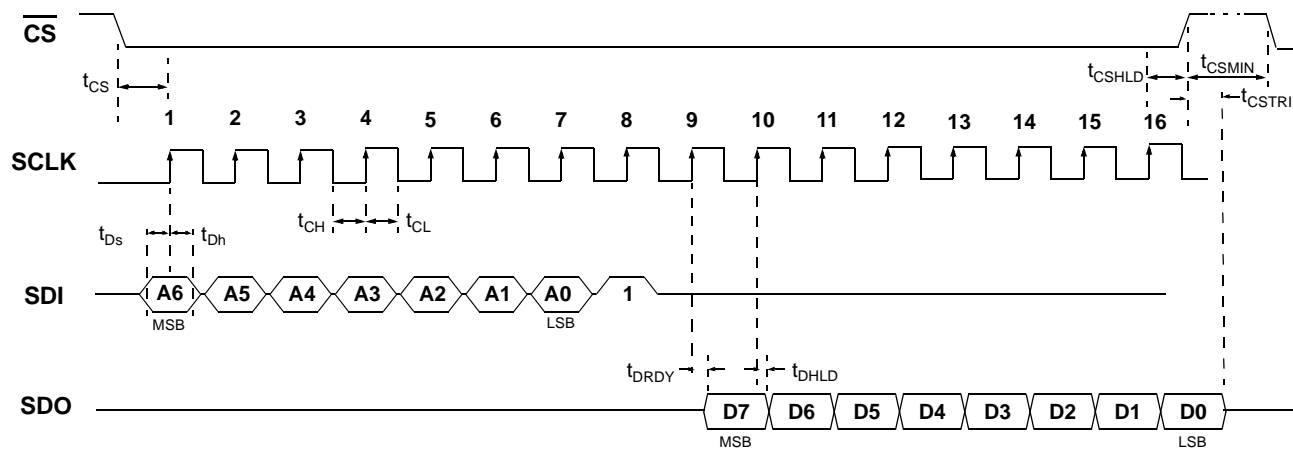 CS
tCS
tCSHLD
tCSMIN
tCSTRI
1 2 3 4 5 6 7 8 9 10 11 12 13 14 15 16
SCLK
tCH
tCL
tDs
tDh
SDI
A6 A5 A4 A3 A2 A1 A0 1
MSB
LSB
tDRDY
tDHLD
SDO
D7 D6 D5 D4 D3 D2 D1 D0
MSB
LSB